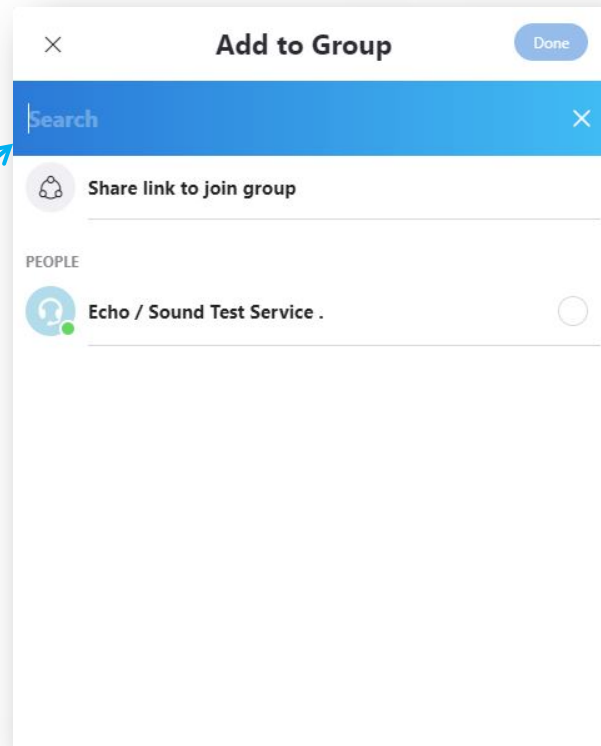 Add to Group
Done
Search
Share link to join group
PEOPLE
Echo / Sound Test Service .